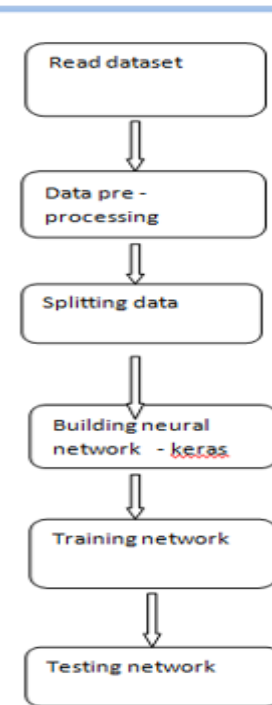 Read dataset
Data pre -
processing
Splitting data
Building neural
network - keras
Training network
Testing network